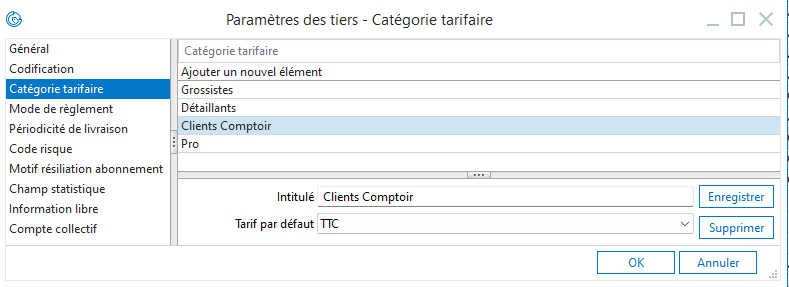 Paramètres des tiers - Catégorie tarifaire
Général
Codification
Catégorie tarifaire
Mode de règlement
Périodicité de livraison
Code risque
Motif résiliation abonnement
Champ statistique
Information libre
Compte collectif
Catégorie tarifaire
Ajouter un nouvel élément
Grossistes
Détaillants
Clients Comptoir
Pro
Intitulé Clients Comptoir Enregistrer
Tarif par défaut TTC Supprimer
OK Annuler